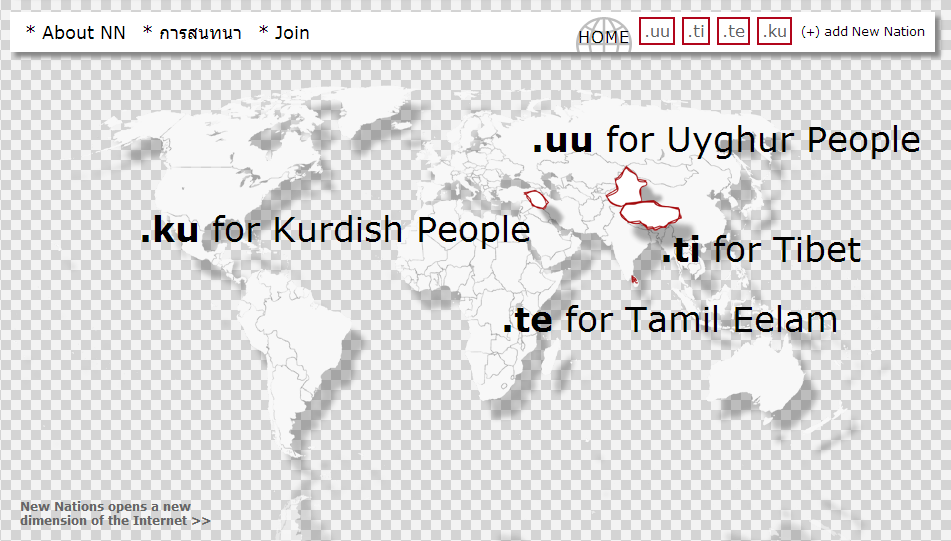 * About NN * การสนทนา * Join HOME .uu .ti .te .ku (+) add New Nation
.uu for Uyghur People
.ku for Kurdish People
.ti for Tibet
.te for Tamil Eelam
New Nations opens a new
dimension of the Internet >>